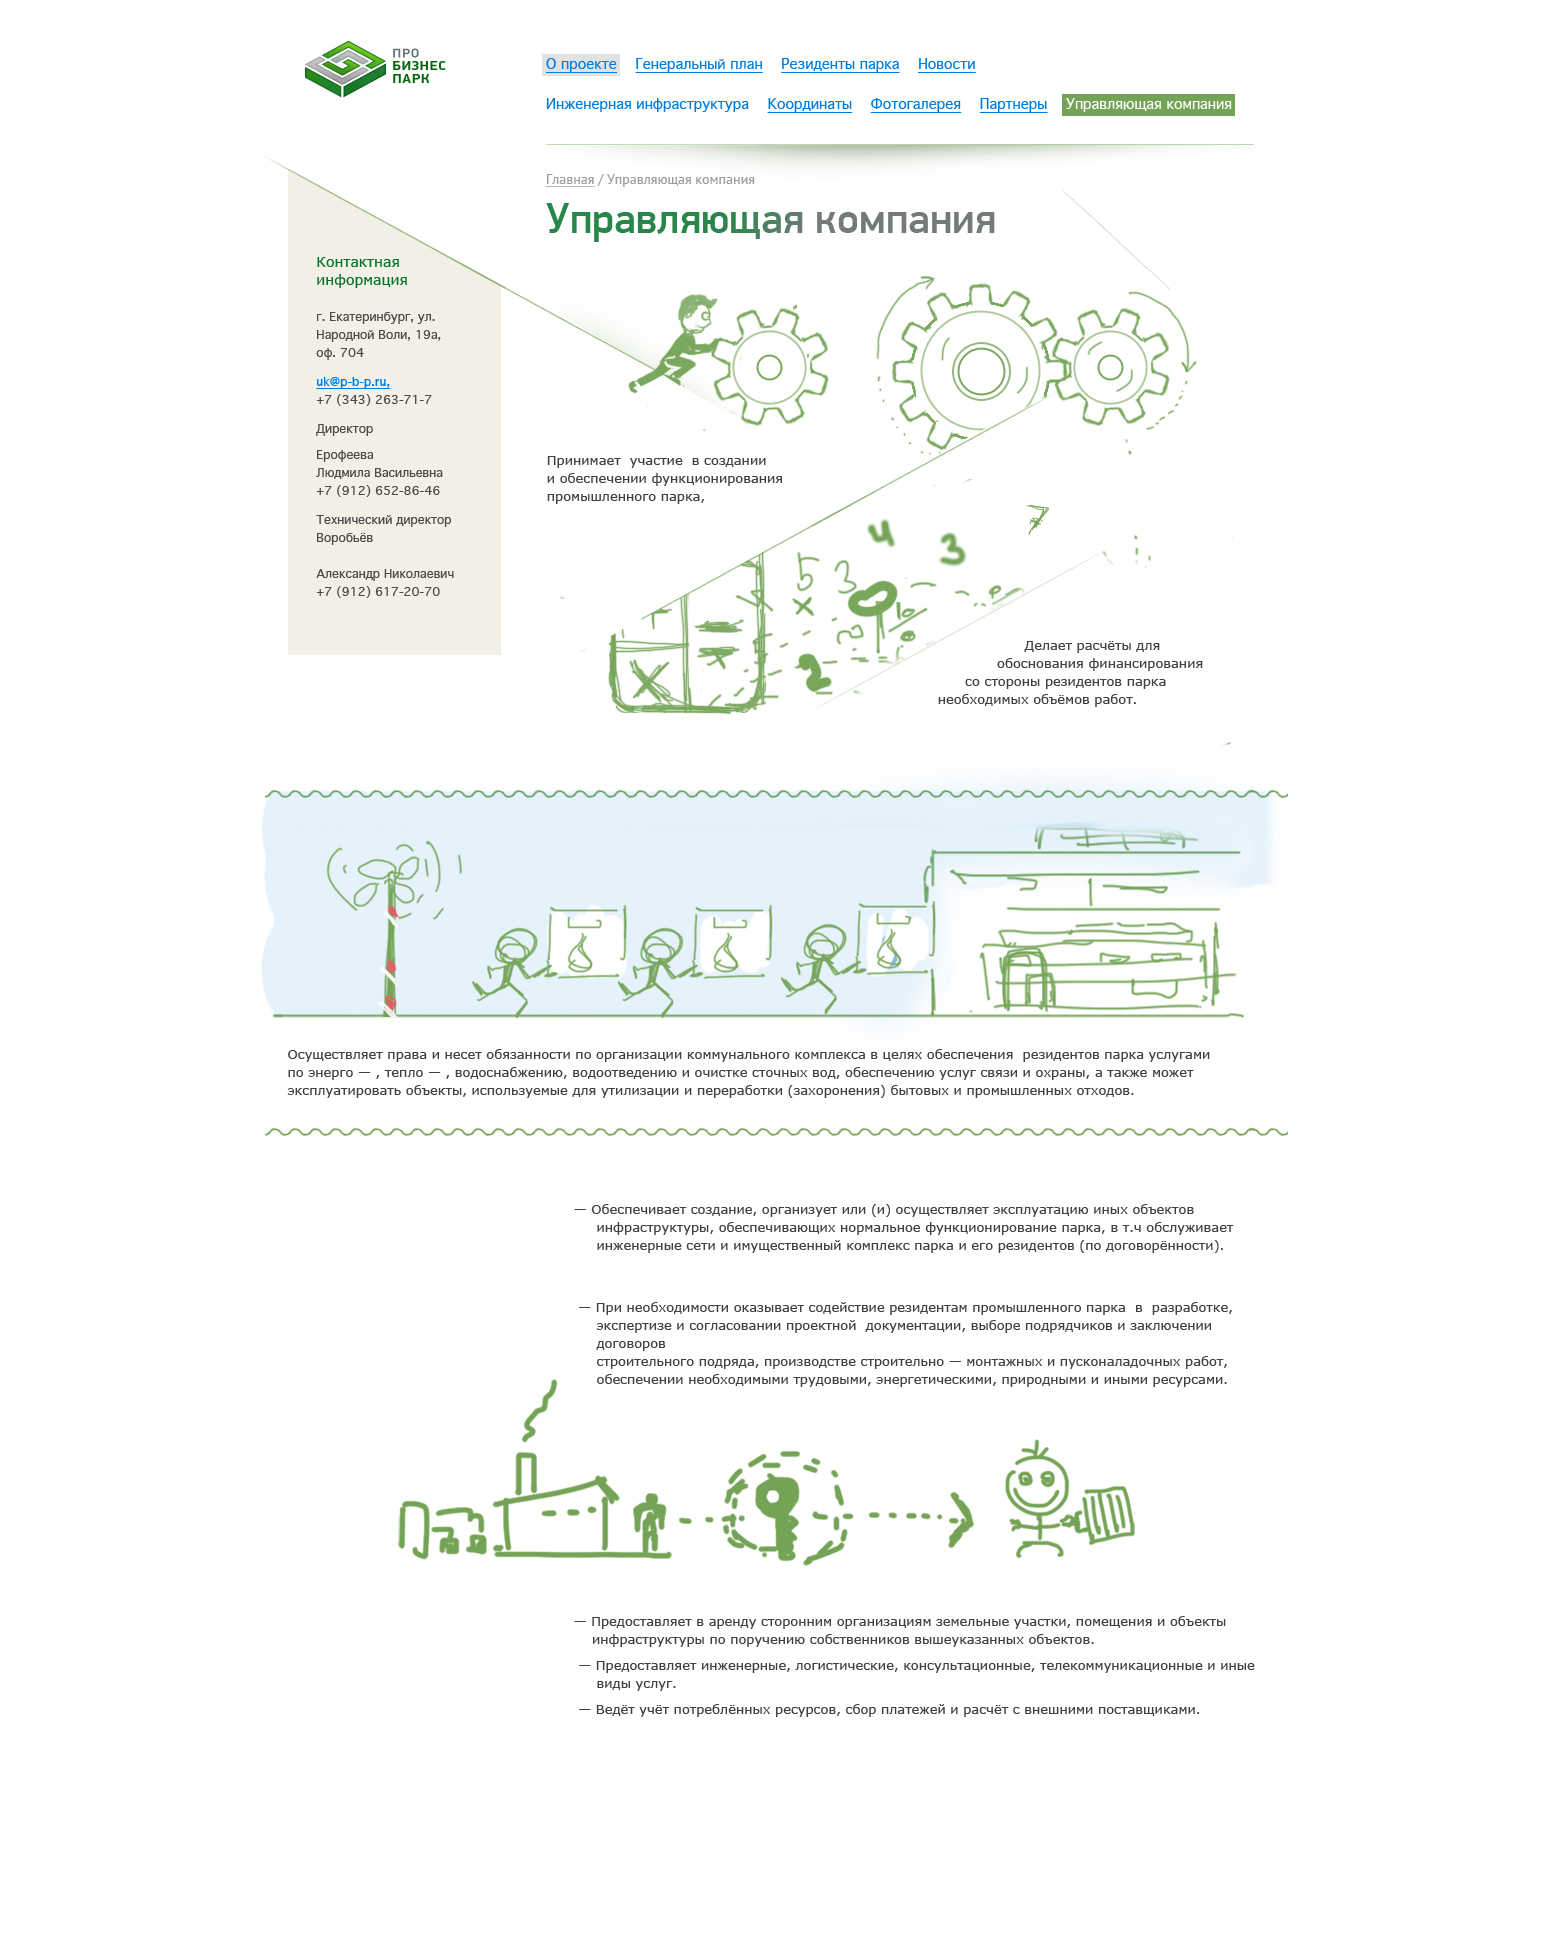 ПРО
БИЗНЕС
ПАРК
О проекте Генеральный план Резиденты парка Новости
Инженерная инфраструктура Координаты Фотогалерея Партнеры Управляющая компания
Главная / Управляющая компания
Управляющая компания
Контактная
информация
г. Екатеринбург, ул.
Народной Воли, 19а,
оф. 704
uk@p-b-p.ru,
+7 (343) 263-71-7
Директор
Ерофеева
Людмила Васильевна
+7 (912) 652-86-46
Технический директор
Воробьёв
Александр Николаевич
+7 (912) 617-20-70
Принимает участие в создании
и обеспечении функционирования
промышленного парка,
7
4
3
5 3
x
0
2
Делает расчёты для
обоснования финансирования
со стороны резидентов парка
необходимых объёмов работ.
Осуществляет права и несет обязанности по организации коммунального комплекса в целях обеспечения резидентов парка услугами
по энерго — , тепло — , водоснабжению, водоотведению и очистке сточных вод, обеспечению услуг связи и охраны, а также может
эксплуатировать объекты, используемые для утилизации и переработки (захоронения) бытовых и промышленных отходов.
— Обеспечивает создание, организует или (и) осуществляет эксплуатацию иных объектов
инфраструктуры, обеспечивающих нормальное функционирование парка, в т.ч обслуживает
инженерные сети и имущественный комплекс парка и его резидентов (по договорённости).
— При необходимости оказывает содействие резидентам промышленного парка в разработке,
экспертизе и согласовании проектной документации, выборе подрядчиков и заключении
договоров
строительного подряда, производстве строительно — монтажных и пусконаладочных работ,
обеспечении необходимыми трудовыми, энергетическими, природными и иными ресурсами.
— Предоставляет в аренду сторонним организациям земельные участки, помещения и объекты
инфраструктуры по поручению собственников вышеуказанных объектов.
— Предоставляет инженерные, логистические, консультационные, телекоммуникационные и иные
виды услуг.
— Ведёт учёт потреблённых ресурсов, сбор платежей и расчёт с внешними поставщиками.